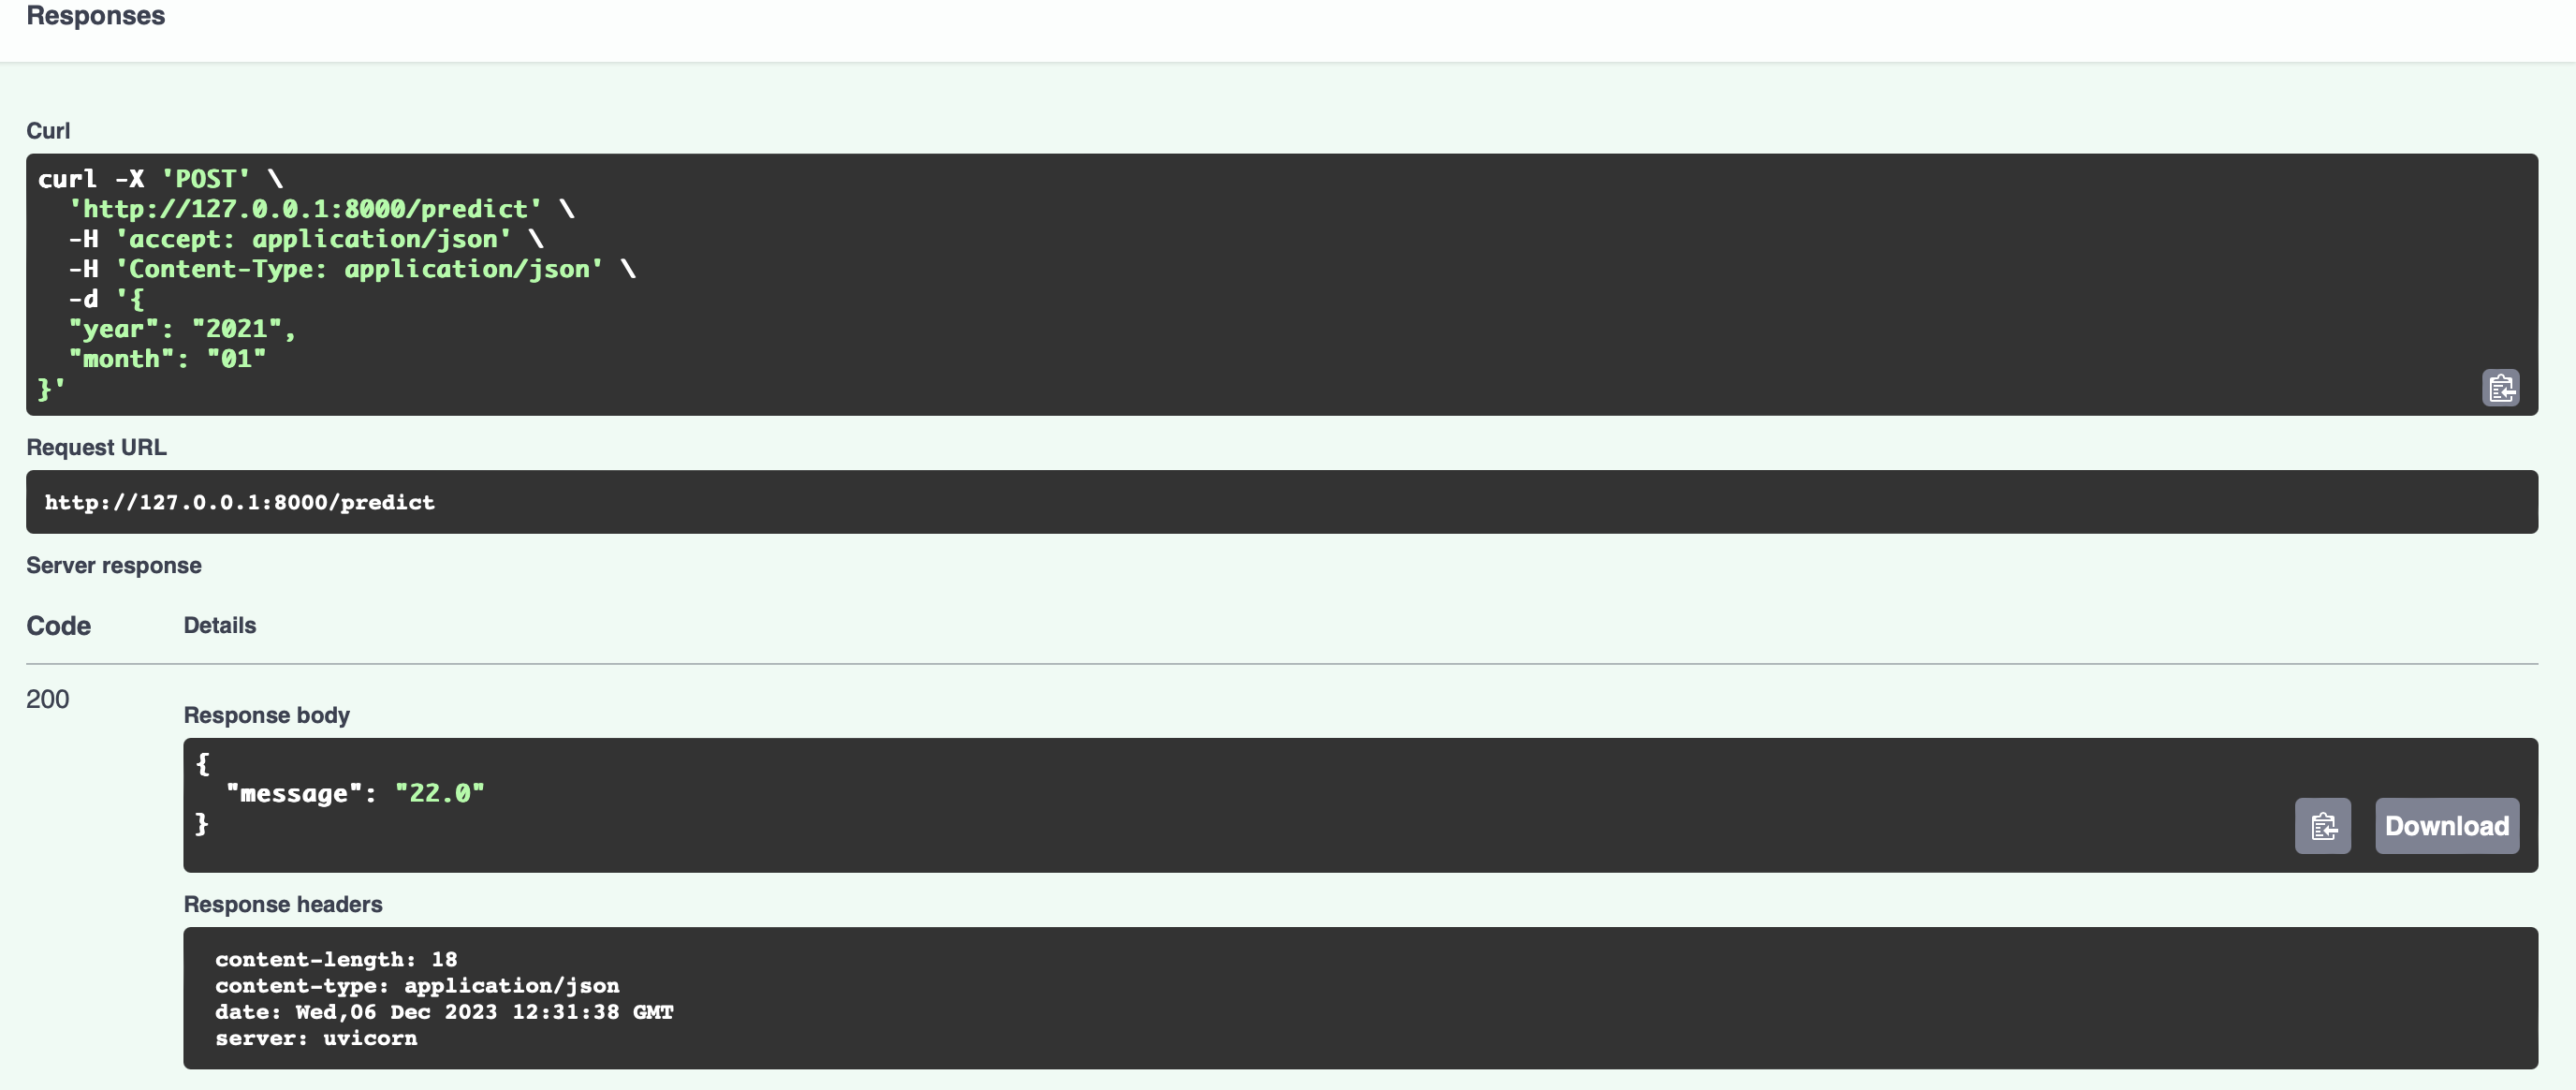 Responses
Curl
curl -X 'POST' \
  'http://127.0.0.1:8000/predict' \
  -H 'accept: application/json' \
  -H 'Content-Type: application/json' \
  -d '{
  "year": "2021",
  "month": "01"
}'
Request URL
http://127.0.0.1:8000/predict
Server response
Code Details
200
Response body
{
  "message": "22.0"
}
Download
Response headers
content-length: 18
content-type: application/json
date: Wed,06 Dec 2023 12:31:38 GMT
server: uvicorn